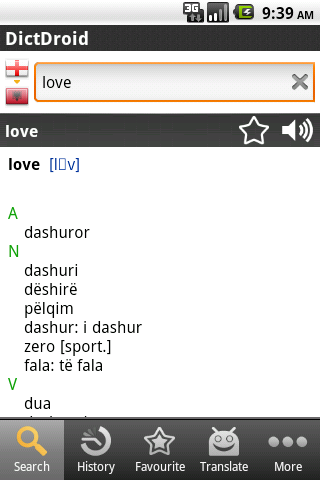 3G
9:39 AM
DictDroid
love
love
love [l▯v]
A
dashuror
N
dashuri
dëshirë
pëlqim
dashur: i dashur
zero [sport.]
fala: të fala
V
dua
Search History Favourite Translate More